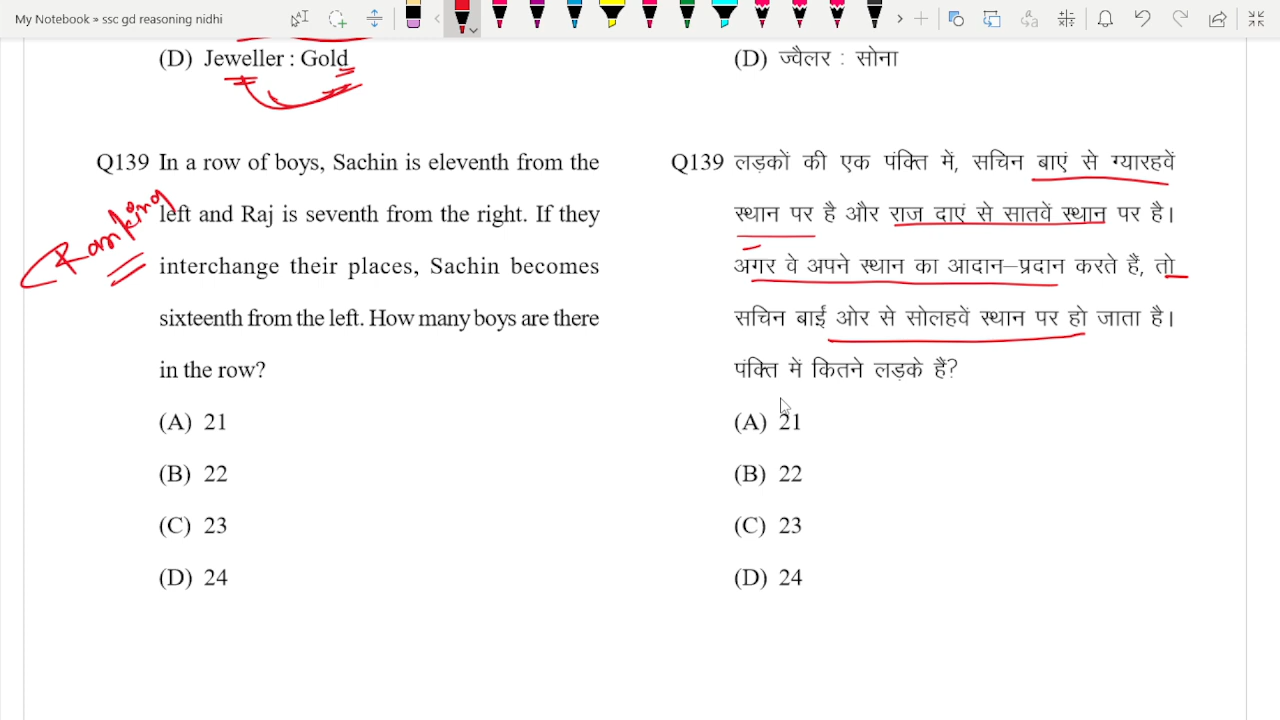 My Notebook » ssc gd reasoning nidhi
(D) Jeweller : Gold
(D) ज्वैलर : सोना
Q139 In a row of boys, Sachin is eleventh from the
left and Raj is seventh from the right. If they
interchange their places, Sachin becomes
sixteenth from the left. How many boys are there
in the row?
(A) 21
(B) 22
(C) 23
(D) 24
Ranking
Q139 लड़कों की एक पंक्ति में, सचिन बाएं से ग्यारहवें
स्थान पर है और राज दाएं से सातवें स्थान पर है।
अगर वे अपने स्थान का आदान–प्रदान करते हैं, तो
सचिन बाईं ओर से सोलहवें स्थान पर हो जाता है।
पंक्ति में कितने लड़के हैं?
(A) 21
(B) 22
(C) 23
(D) 24